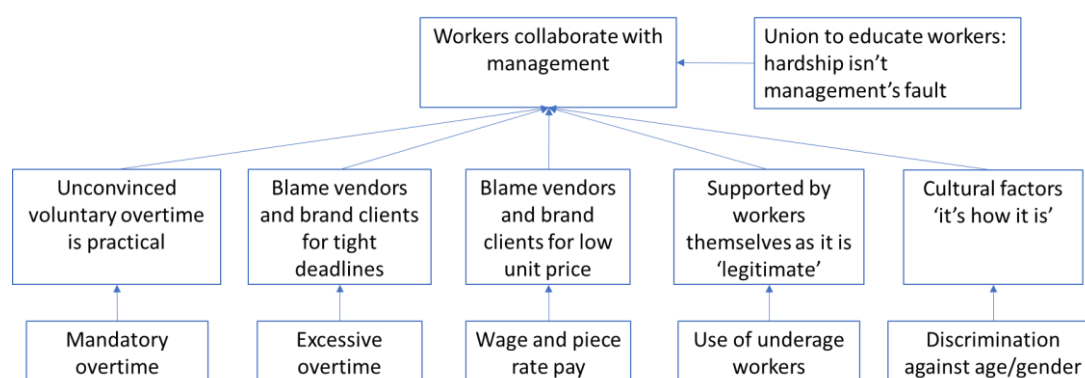 Workers collaborate with
management
Union to educate workers:
hardship isn't
management's fault
Unconvinced
voluntary overtime
is practical
Blame vendors
and brand clients
for tight
deadlines
Blame vendors
and brand
clients for low
unit price
Supported by
workers
themselves as it is
'legitimate'
Cultural factors
'it's how it is'
Mandatory
overtime
Excessive
overtime
Wage and piece
rate pay
Use of underage
workers
Discrimination
against age/gender